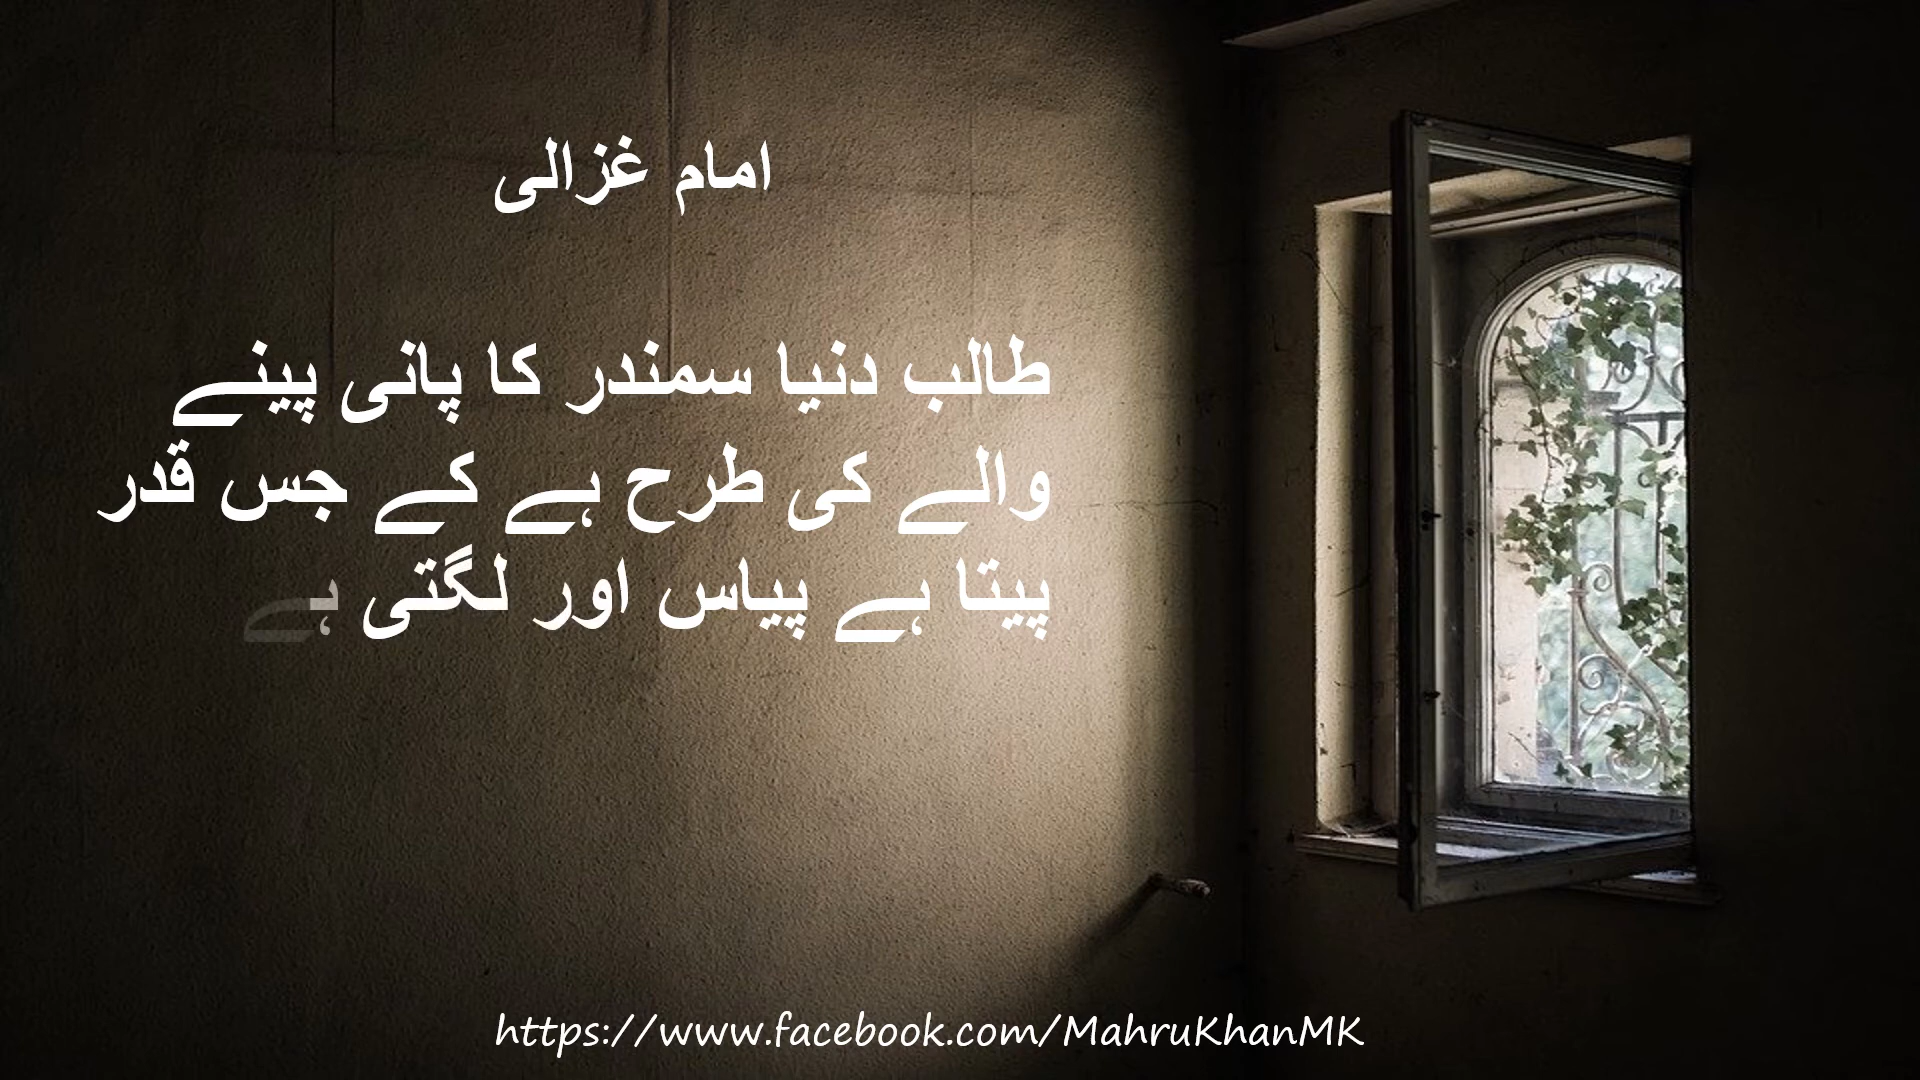 امام غزالی
طالب دنیا سمندر کا پانی پینے
والے کی طرح ہے کے جس قدر
پیتا ہے پیاس اور لگتی ہے
https://www.facebook.com/MahruKhanMK